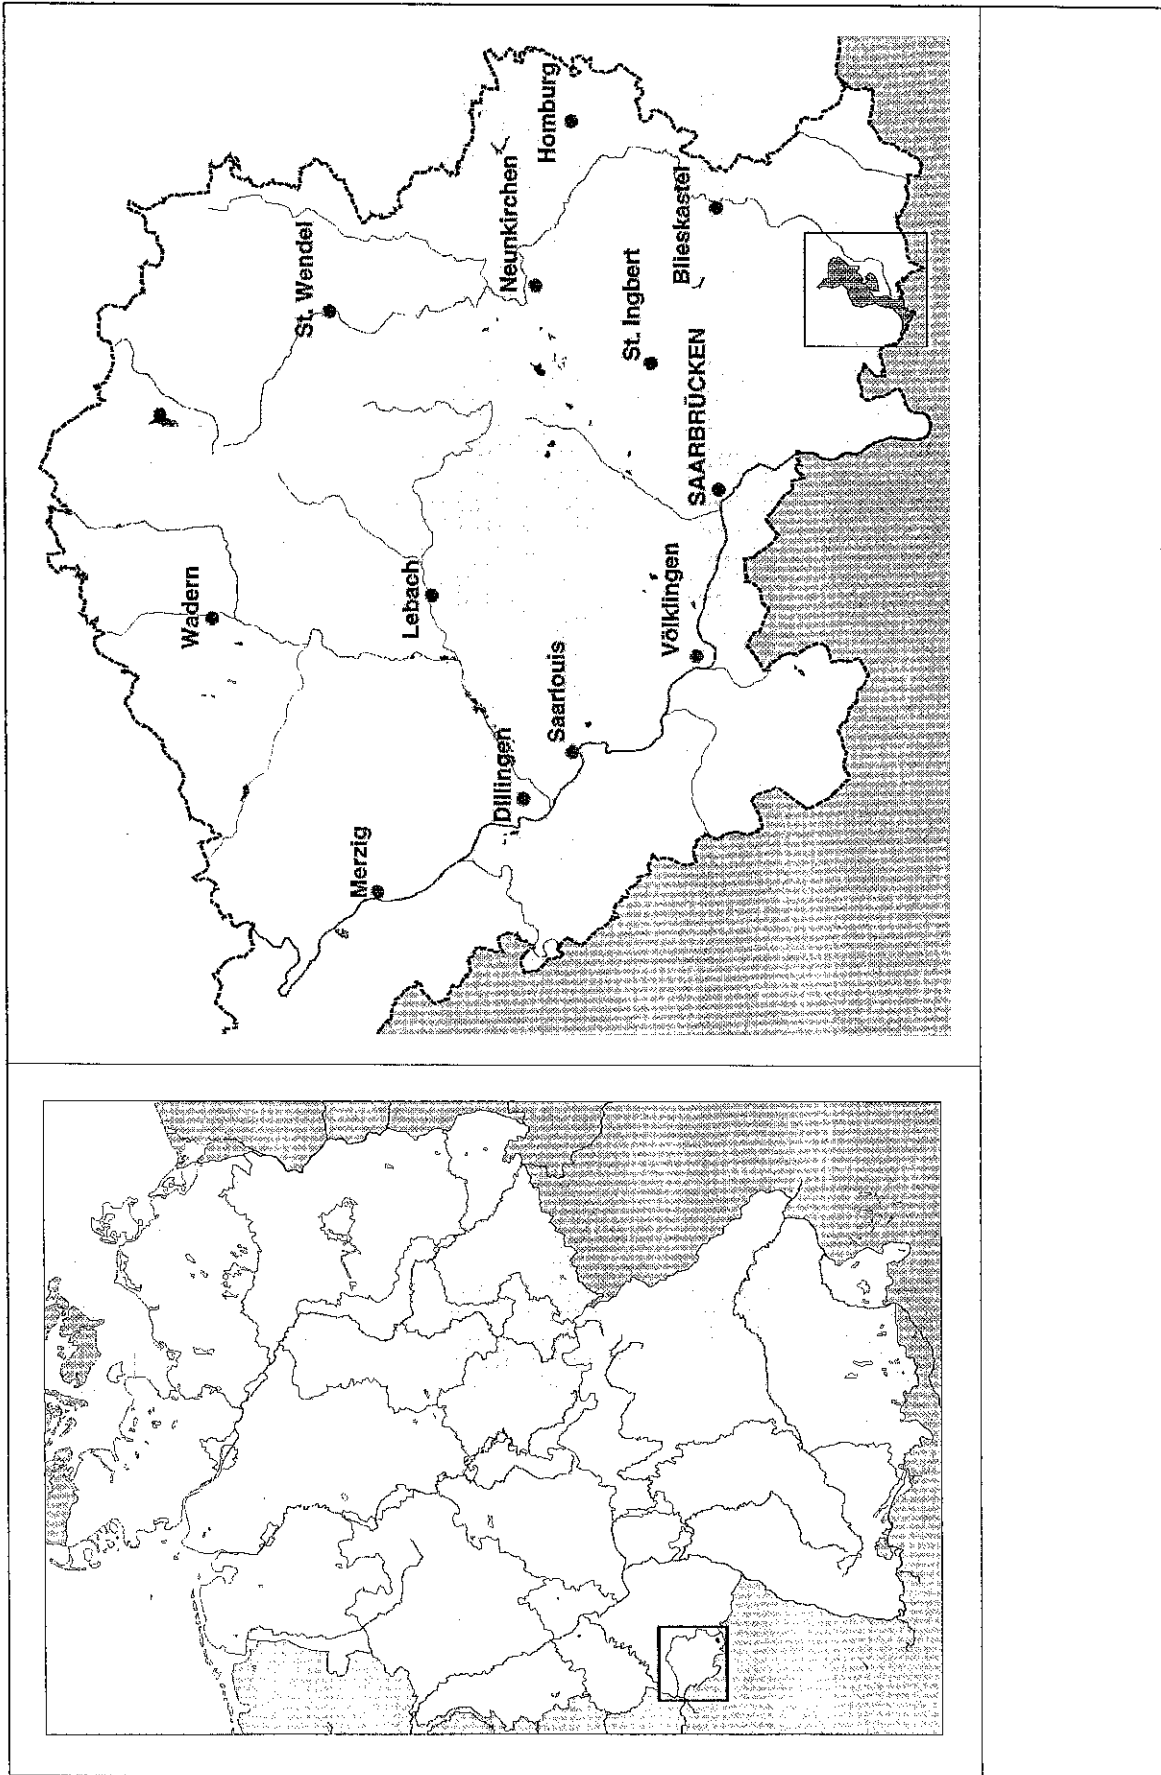 Wadern
St. Wendel
Merzig
Lebach
Dillingen
Neunkirchen
Homburg
Saarlouis
St. Ingbert
Völklingen
SAARBRÜCKEN
Blieskastel